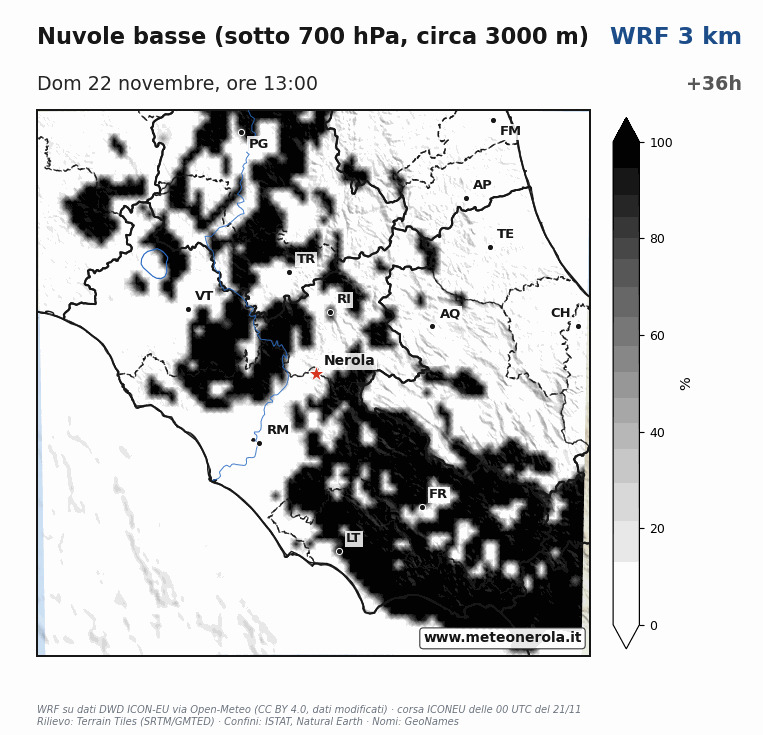 Nuvole basse (sotto 700 hPa, circa 3000 m) WRF 3 km
Dom 22 novembre, ore 13:00 +36h
FM
PG
AP
TE
TR
VT
RI
AQ
CH
Nerola
RM
FR
LT
www.meteonerola.it
100
80
60
40
20
0
%
WRF su dati DWD ICON-EU via Open-Meteo (CC BY 4.0, dati modificati) · corsa ICONEU delle 00 UTC del 21/11
Rilievo: Terrain Tiles (SRTM/GMTED) · Confini: ISTAT, Natural Earth · Nomi: GeoNames